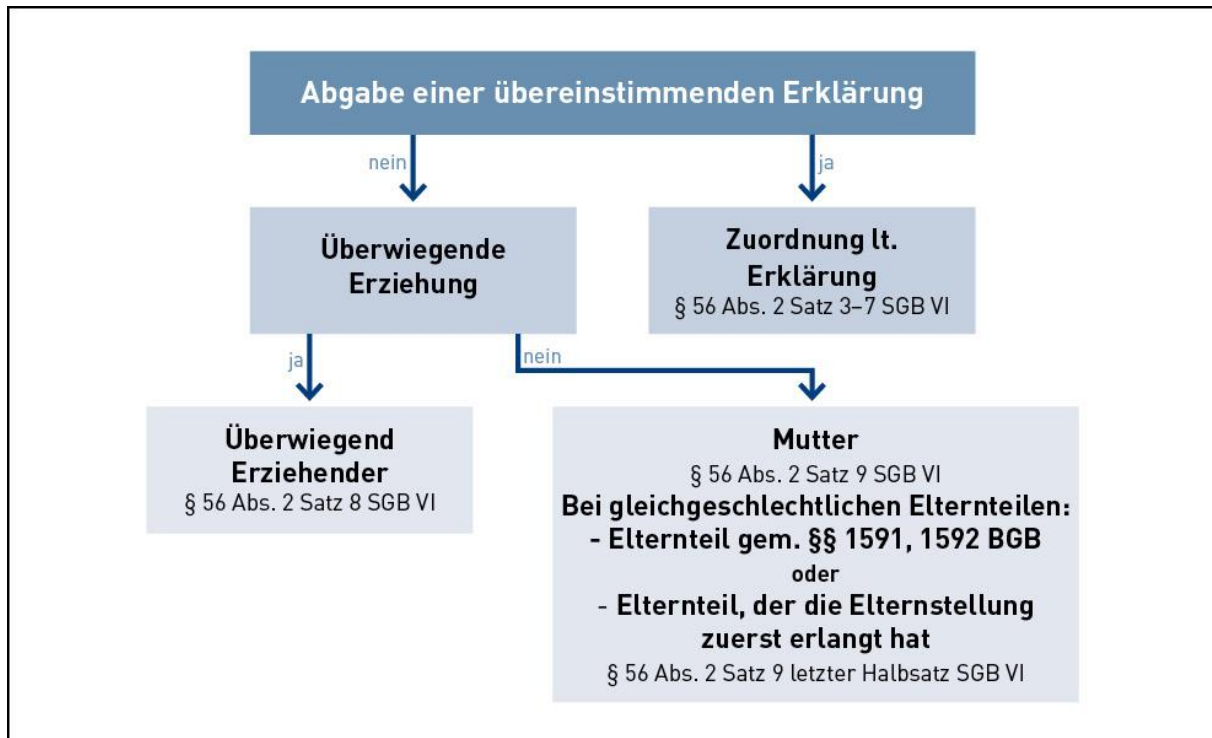 Abgabe einer übereinstimmenden Erklärung
nein
ja
Überwiegende
Erziehung
Zuordnung lt.
Erklärung
§ 56 Abs. 2 Satz 3–7 SGB VI
ja
nein
Überwiegend
Erziehender
§ 56 Abs. 2 Satz 8 SGB VI
Mutter
§ 56 Abs. 2 Satz 9 SGB VI
Bei gleichgeschlechtlichen Elternteilen:
- Elternteil gem. §§ 1591, 1592 BGB
oder
- Elternteil, der die Elternstellung
zuerst erlangt hat
§ 56 Abs. 2 Satz 9 letzter Halbsatz SGB VI